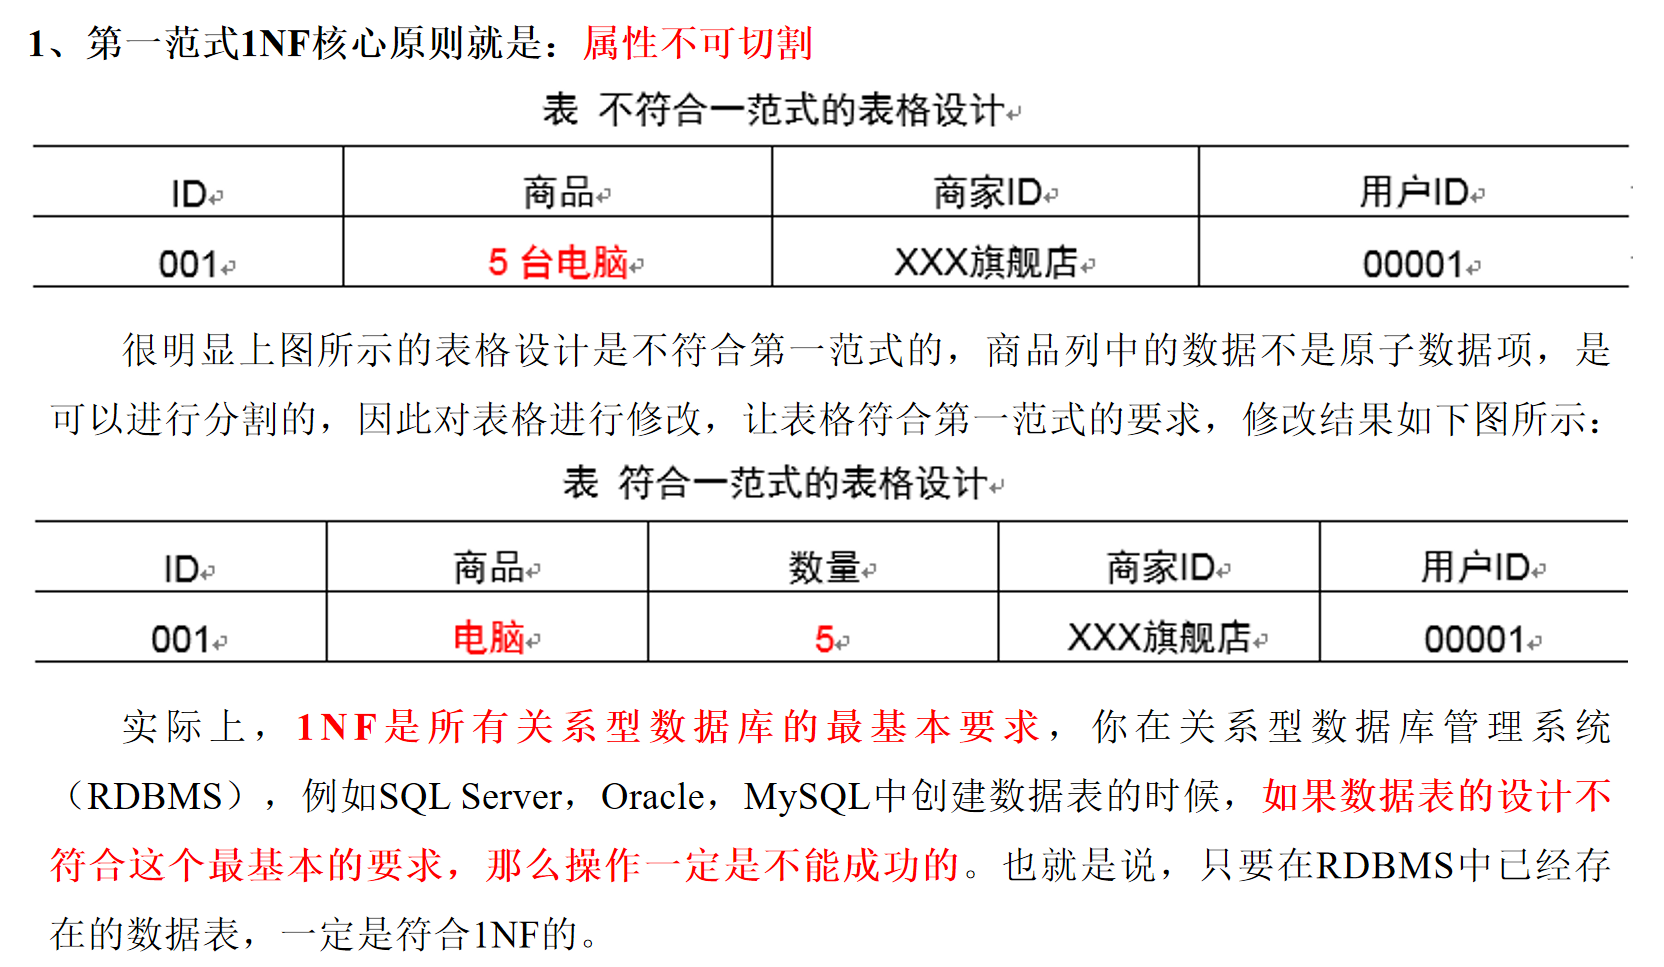 1、第一范式1NF核心原则就是：属性不可切割
表 不符合一范式的表格设计
ID 商品 商家ID 用户ID
001 5 台电脑 XXX旗舰店 00001
很明显上图所示的表格设计是不符合第一范式的，商品列中的数据不是原子数据项，是
可以进行分割的，因此对表格进行修改，让表格符合第一范式的要求，修改结果如下图所示：
表 符合一范式的表格设计
ID 商品 数量 商家ID 用户ID
001 电脑 5 XXX旗舰店 00001
实际上，1NF是所有关系型数据库的最基本要求，你在关系型数据库管理系统
（RDBMS），例如SQL Server，Oracle，MySQL中创建数据表的时候，如果数据表的设计不
符合这个最基本的要求，那么操作一定是不能成功的。也就是说，只要在RDBMS中已经存
在的数据表，一定是符合1NF的。